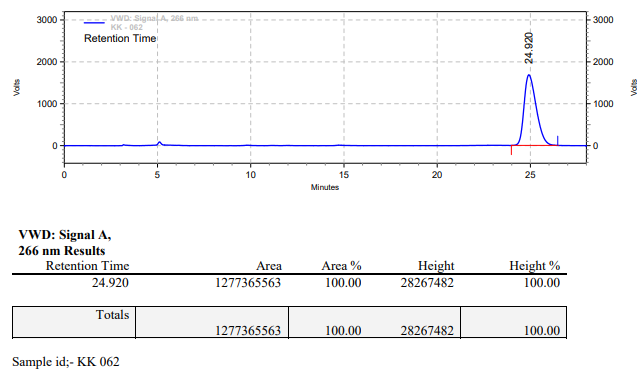 VWD: Signal A, 266 nm
KK - 062
Retention Time
3000
2000
1000
0
Volts
24.920
3000
2000
1000
0
Volts
0 5 10 15 20 25
Minutes
VWD: Signal A,
266 nm Results
Retention Time Area Area % Height Height %
24.920 1277365563 100.00 28267482 100.00
Totals
1277365563 100.00 28267482 100.00
Sample id;- KK 062